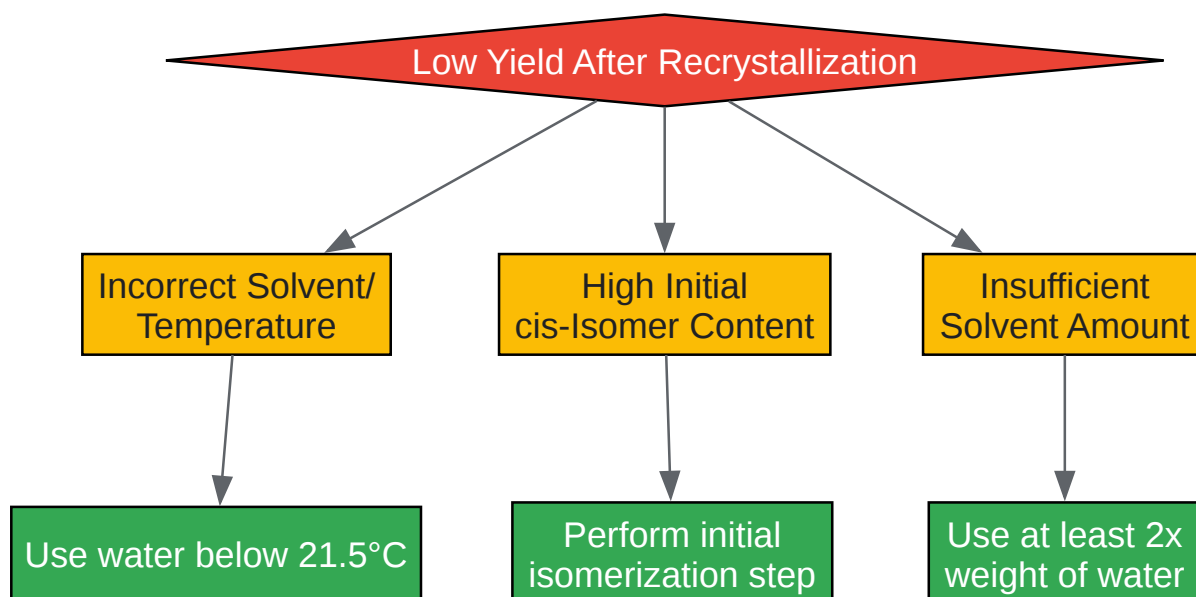 Low Yield After Recrystallization
Incorrect Solvent/
Temperature
High Initial
cis-Isomer Content
Insufficient
Solvent Amount
Use water below 21.5°C
Perform initial
isomerization step
Use at least 2x
weight of water